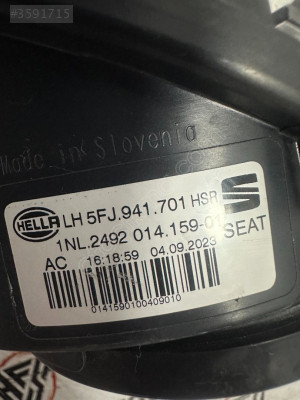 #3591715
Made in Slovenia
HELLA LH 5FJ.941.701 HSR
1NL.2492 014.159-01 SEAT
AC 16:18:59 04.09.2023
0141590100409010